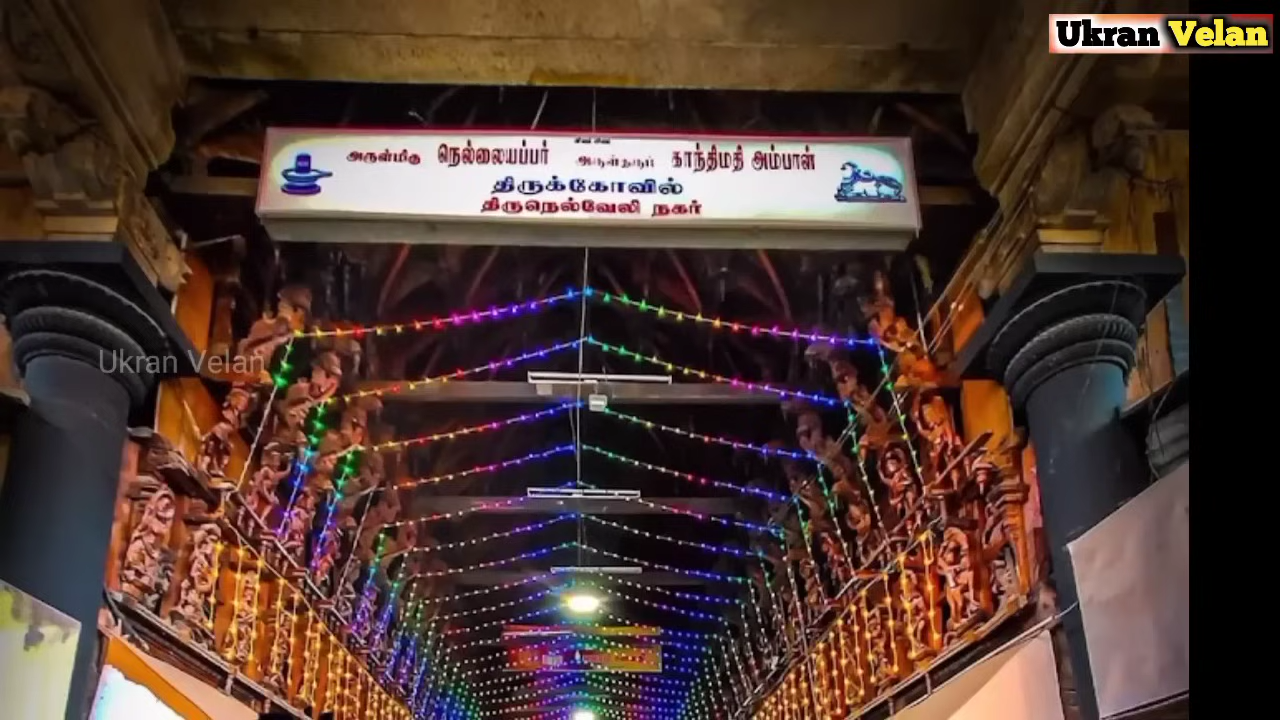 Ukran Velan
சிவ சிவ
அருள்மிகு நெல்லையப்பர் அருள்தரும் காந்திமதி அம்பாள்
திருக்கோவில்
திருநெல்வேலி நகர்
Ukran Velan